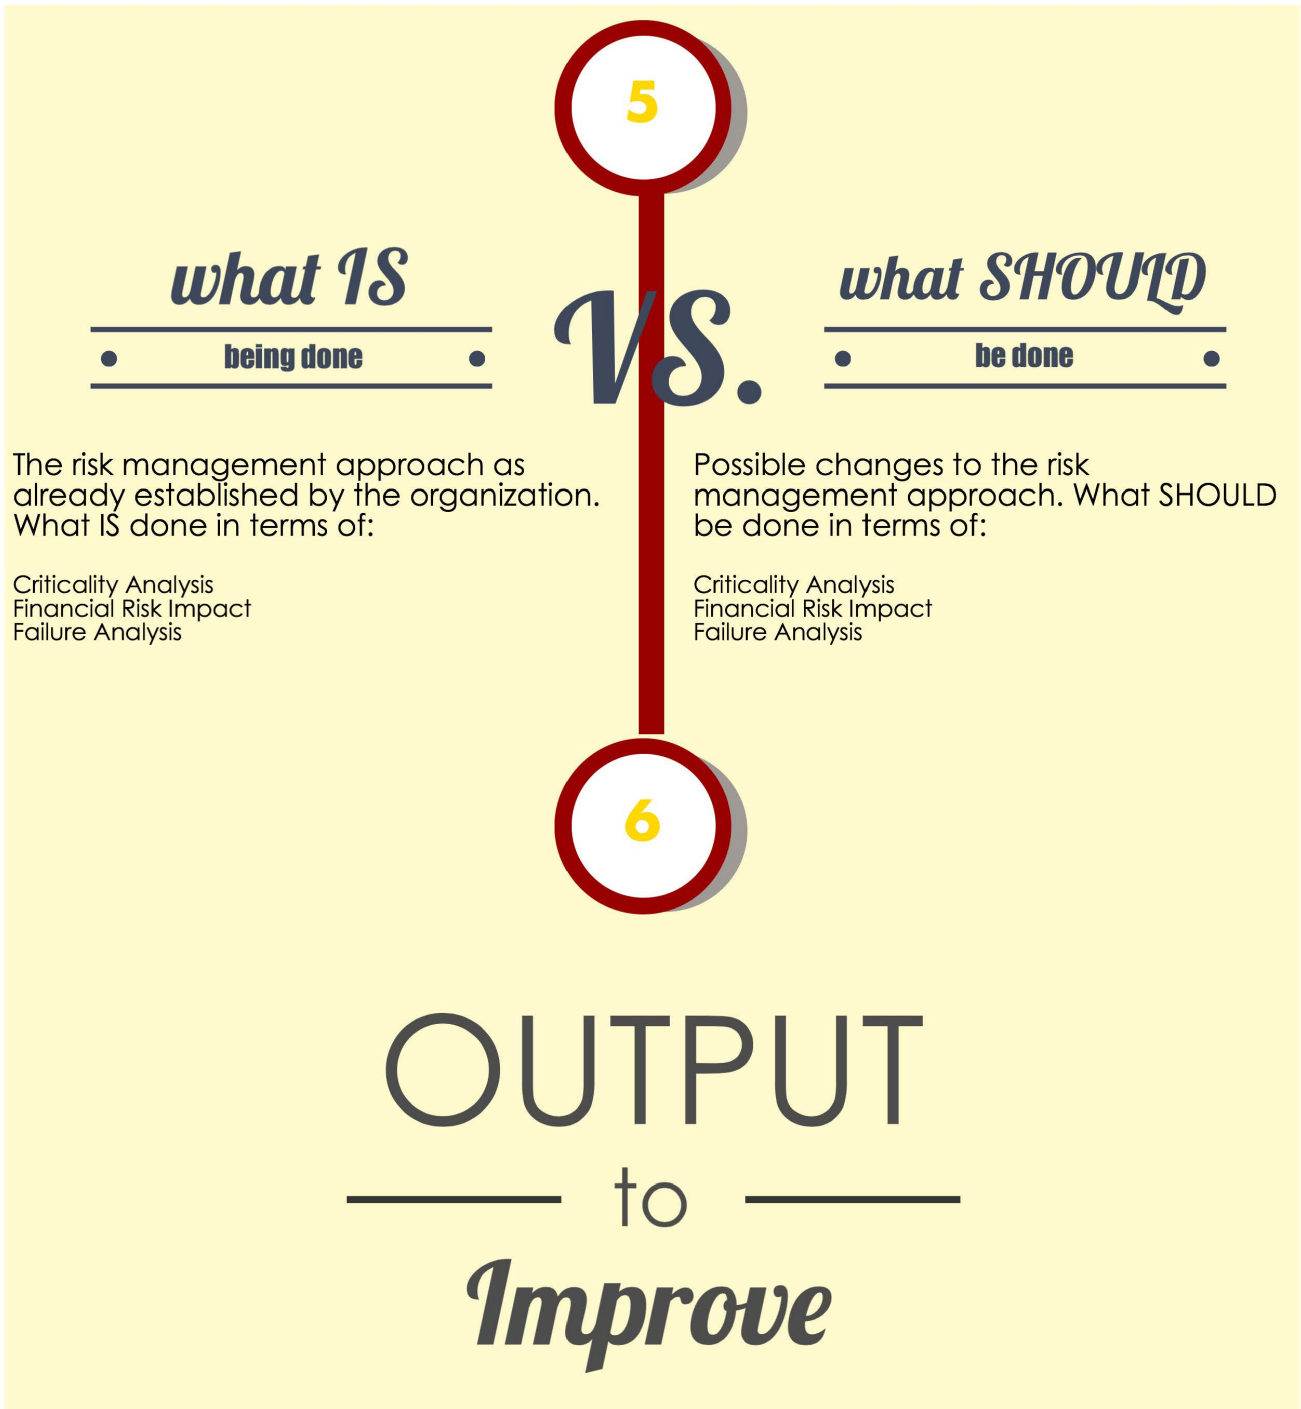 5
what IS
being done
VS.
what SHOULD
be done
The risk management approach as
already established by the organization.
What IS done in terms of:
Criticality Analysis
Financial Risk Impact
Failure Analysis
Possible changes to the risk
management approach. What SHOULD
be done in terms of:
Criticality Analysis
Financial Risk Impact
Failure Analysis
6
OUTPUT
to
Improve